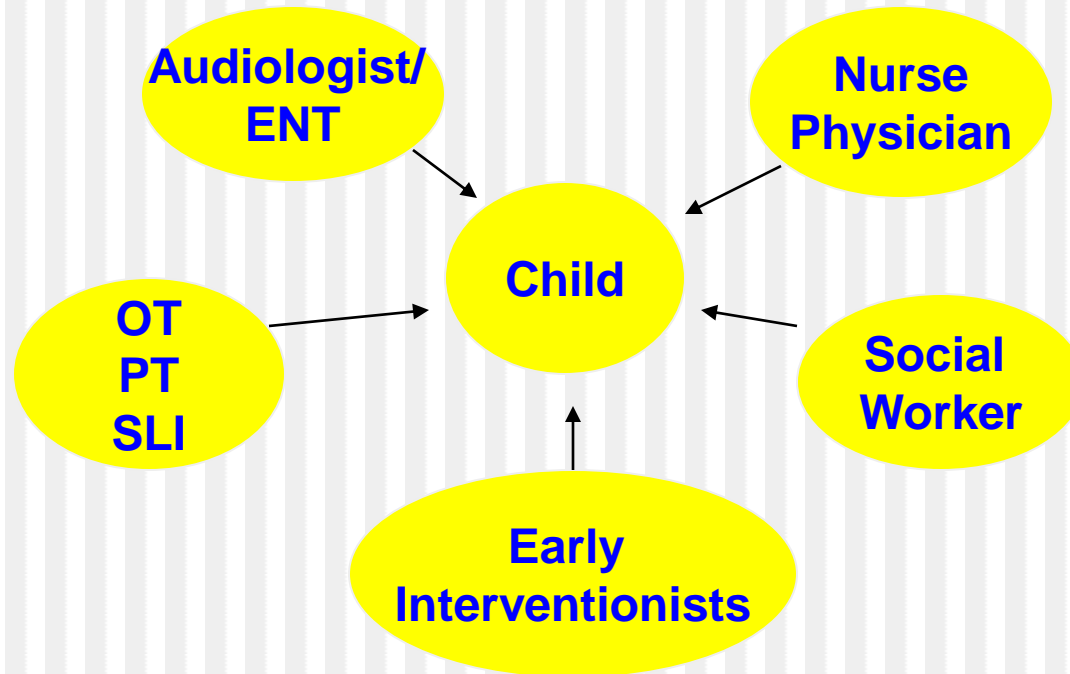 Audiologist/
ENT
Nurse
Physician
Child
OT
PT
SLI
Social
Worker
Early
Interventionists